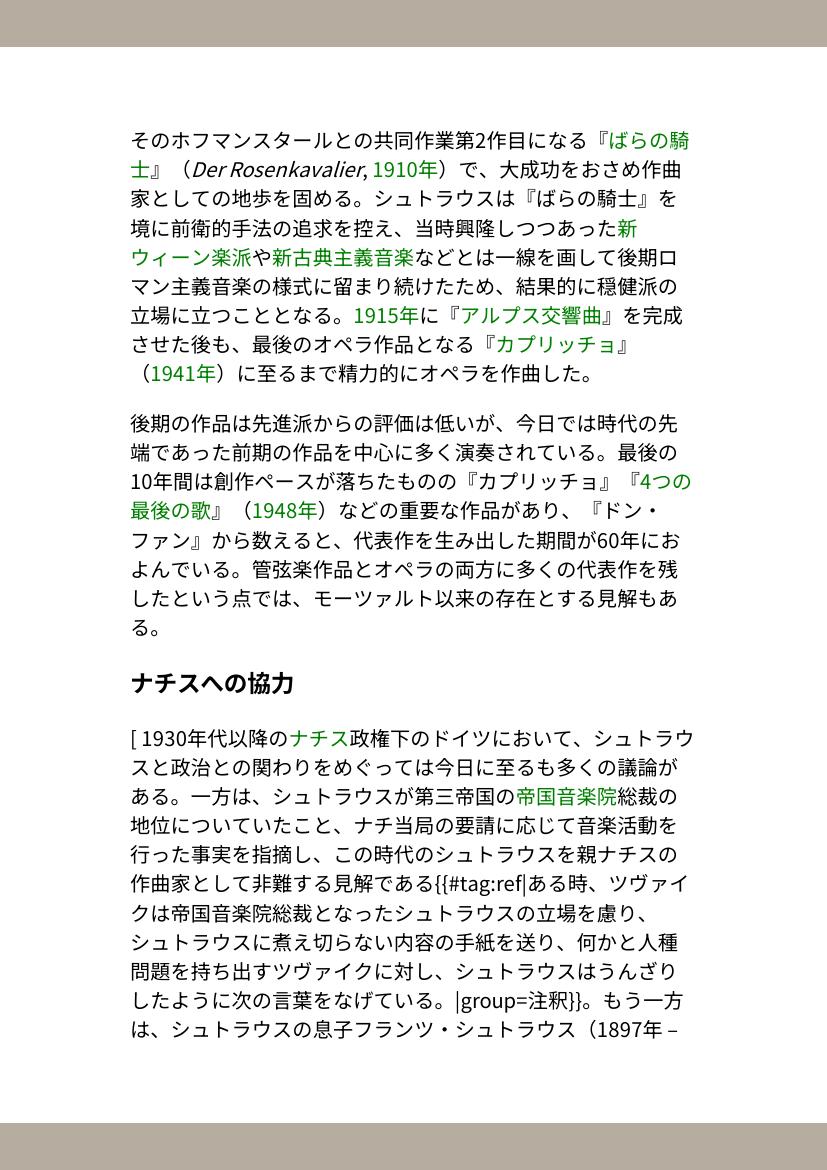 そのホフマンスタールとの共同作業第2作目になる『ばらの騎
士』（Der Rosenkavalier, 1910年）で、大成功をおさめ作曲
家としての地歩を固める。シュトラウスは『ばらの騎士』を
境に前衛的手法の追求を控え、当時興隆しつつあった新
ウィーン楽派や新古典主義音楽などとは一線を画して後期ロ
マン主義音楽の様式に留まり続けたため、結果的に穏健派の
立場に立つこととなる。1915年に『アルプス交響曲』を完成
させた後も、最後のオペラ作品となる『カプリッチョ』
（1941年）に至るまで精力的にオペラを作曲した。
後期の作品は先進派からの評価は低いが、今日では時代の先
端であった前期の作品を中心に多く演奏されている。最後の
10年間は創作ペースが落ちたものの『カプリッチョ』『4つの
最後の歌』（1948年）などの重要な作品があり、『ドン・
ファン』から数えると、代表作を生み出した期間が60年にお
よんでいる。管弦楽作品とオペラの両方に多くの代表作を残
したという点では、モーツァルト以来の存在とする見解もあ
る。
ナチスへの協力
[ 1930年代以降のナチス政権下のドイツにおいて、シュトラウ
スと政治との関わりをめぐっては今日に至るも多くの議論が
ある。一方は、シュトラウスが第三帝国の帝国音楽院総裁の
地位についていたこと、ナチ当局の要請に応じて音楽活動を
行った事実を指摘し、この時代のシュトラウスを親ナチスの
作曲家として非難する見解である{{#tag:ref|ある時、ツヴァイ
クは帝国音楽院総裁となったシュトラウスの立場を慮り、
シュトラウスに煮え切らない内容の手紙を送り、何かと人種
問題を持ち出すツヴァイクに対し、シュトラウスはうんざり
したように次の言葉をなげている。|group=注釈}}。もう一方
は、シュトラウスの息子フランツ・シュトラウス（1897年 –